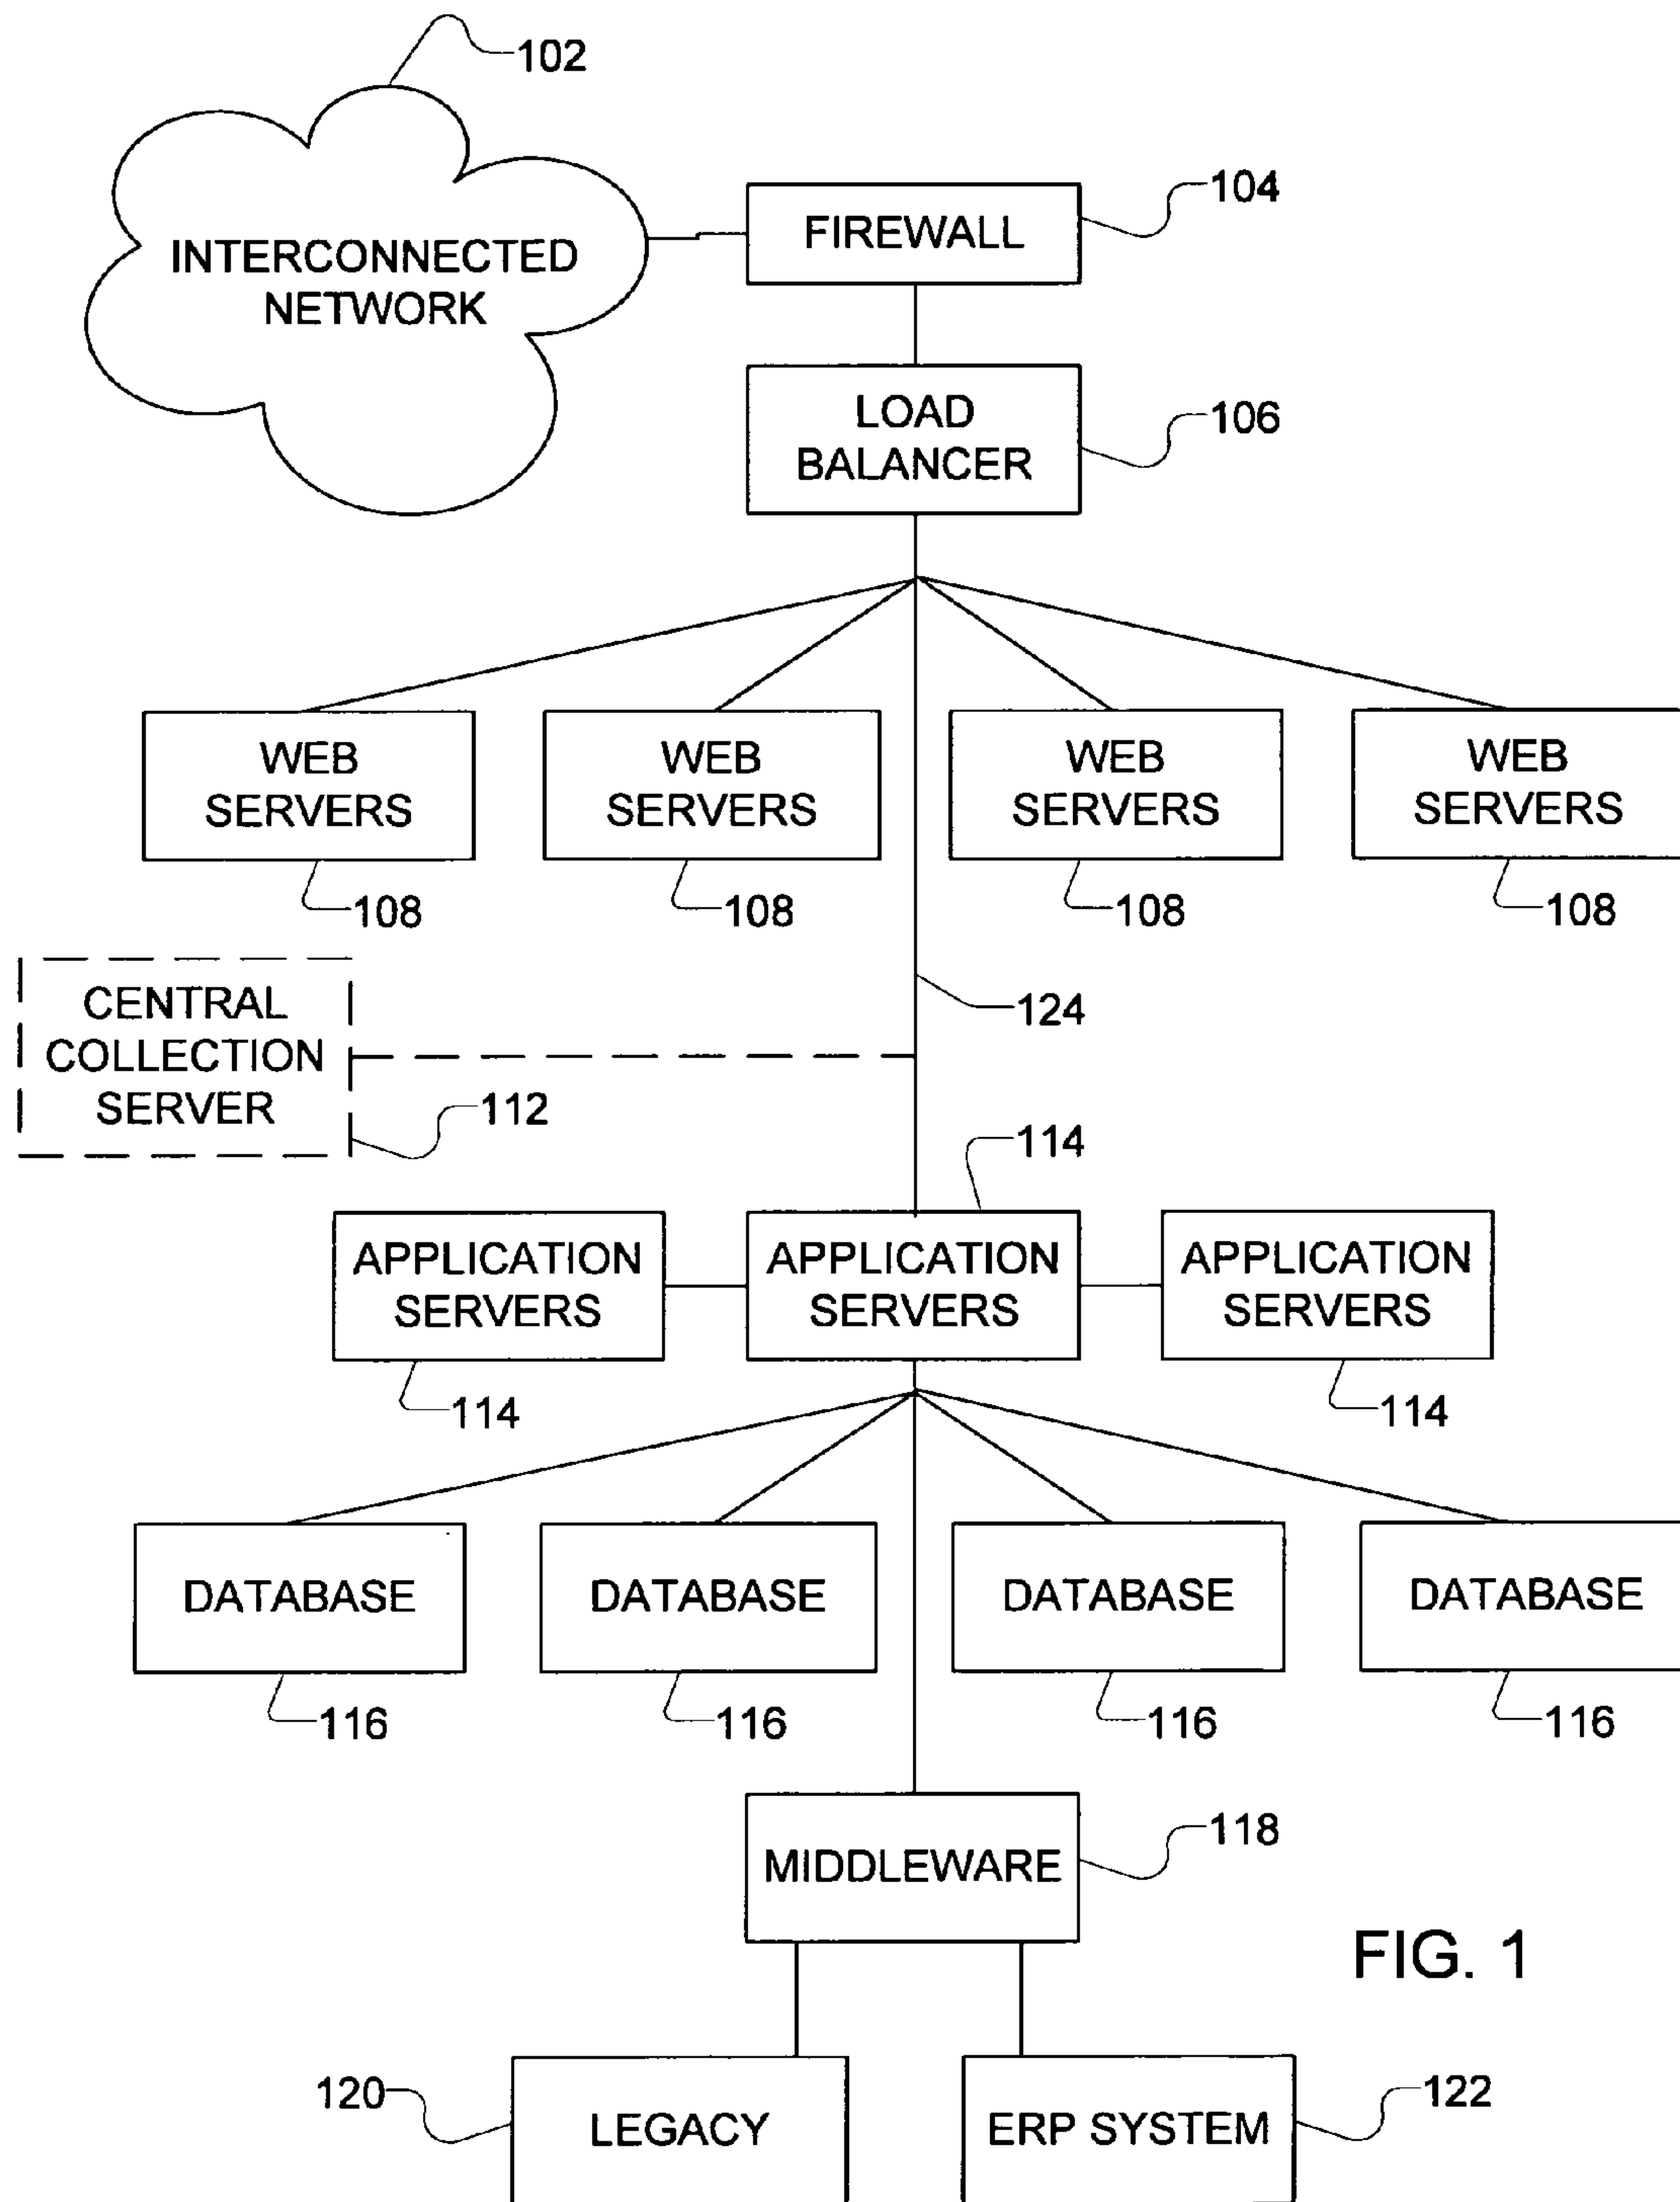 102
INTERCONNECTED
NETWORK
FIREWALL
104
LOAD
BALANCER
106
WEB
SERVERS
WEB
SERVERS
WEB
SERVERS
WEB
SERVERS
108
108
108
108
CENTRAL
COLLECTION
SERVER
112
124
114
APPLICATION
SERVERS
APPLICATION
SERVERS
APPLICATION
SERVERS
114
114
DATABASE
DATABASE
DATABASE
DATABASE
116
116
116
116
MIDDLEWARE
118
FIG. 1
120
LEGACY
ERP SYSTEM
122